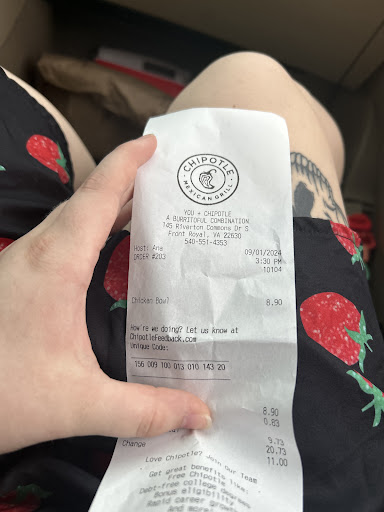 CHIPOTLE
MEXICAN GRILL
YOU + CHIPOTLE
A BURRITOFUL COMBINATION
145 Riverton Commons Dr S
Front Royal, VA 22630
540-551-4353
Host: Ana 09/01/2024
ORDER #203 3:30 PM
10104
Chicken Bowl 8.90
How're we doing? Let us know at
ChipotleFeedback.com
Unique Code:
156 009 100 013 010 143 20
8.90
0.83
9.73
20.73
Change 11.00
Love Chipotle? Join Our Team
Get great benefits like:
Free Chipotle
Debt-free college degrees
Bonus eligibility
Rapid career growth
And more!